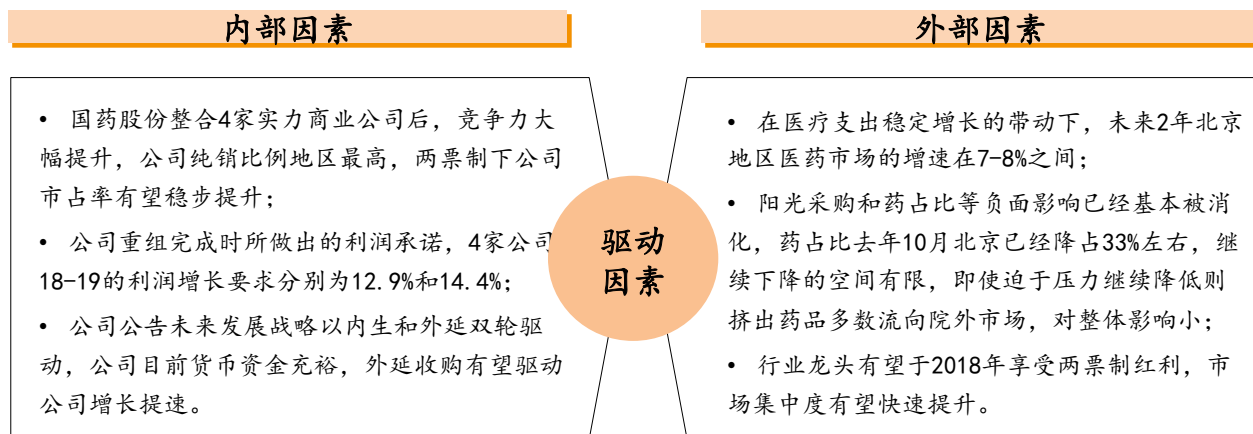 内部因素
• 国药股份整合4家实力商业公司后，竞争力大
幅提升，公司纯销比例地区最高，两票制下公司
市占率有望稳步提升；
• 公司重组完成时所做出的利润承诺，4家公司
18-19的利润增长要求分别为12.9%和14.4%；
• 公司公告未来发展战略以内生和外延双轮驱
动，公司目前货币资金充裕，外延收购有望驱动
公司增长提速。
驱动
因素
外部因素
• 在医疗支出稳定增长的带动下，未来2年北京
地区医药市场的增速在7-8%之间；
• 阳光采购和药占比等负面影响已经基本被消
化，药占比去年10月北京已经降占33%左右，继
续下降的空间有限，即使迫于压力继续降低则
挤出药品多数流向院外市场，对整体影响小；
• 行业龙头有望于2018年享受两票制红利，市
场集中度有望快速提升。